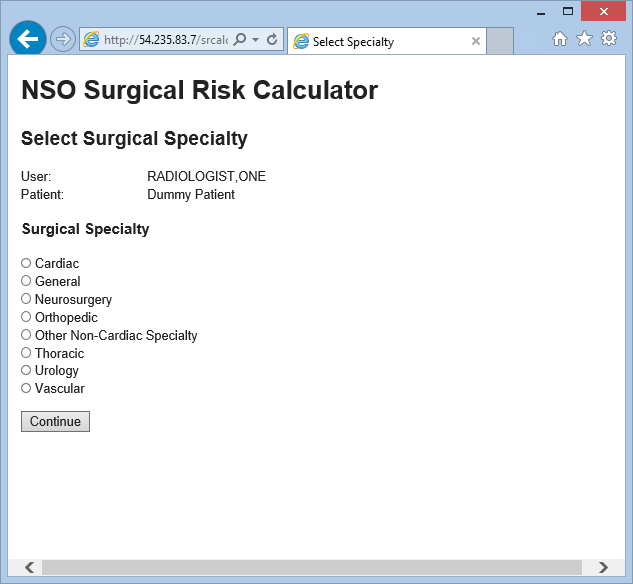 http://54.235.83.7/srcalc
Select Specialty
NSO Surgical Risk Calculator
Select Surgical Specialty
User: RADIOLOGIST,ONE
Patient: Dummy Patient
Surgical Specialty
Cardiac
General
Neurosurgery
Orthopedic
Other Non-Cardiac Specialty
Thoracic
Urology
Vascular
Continue